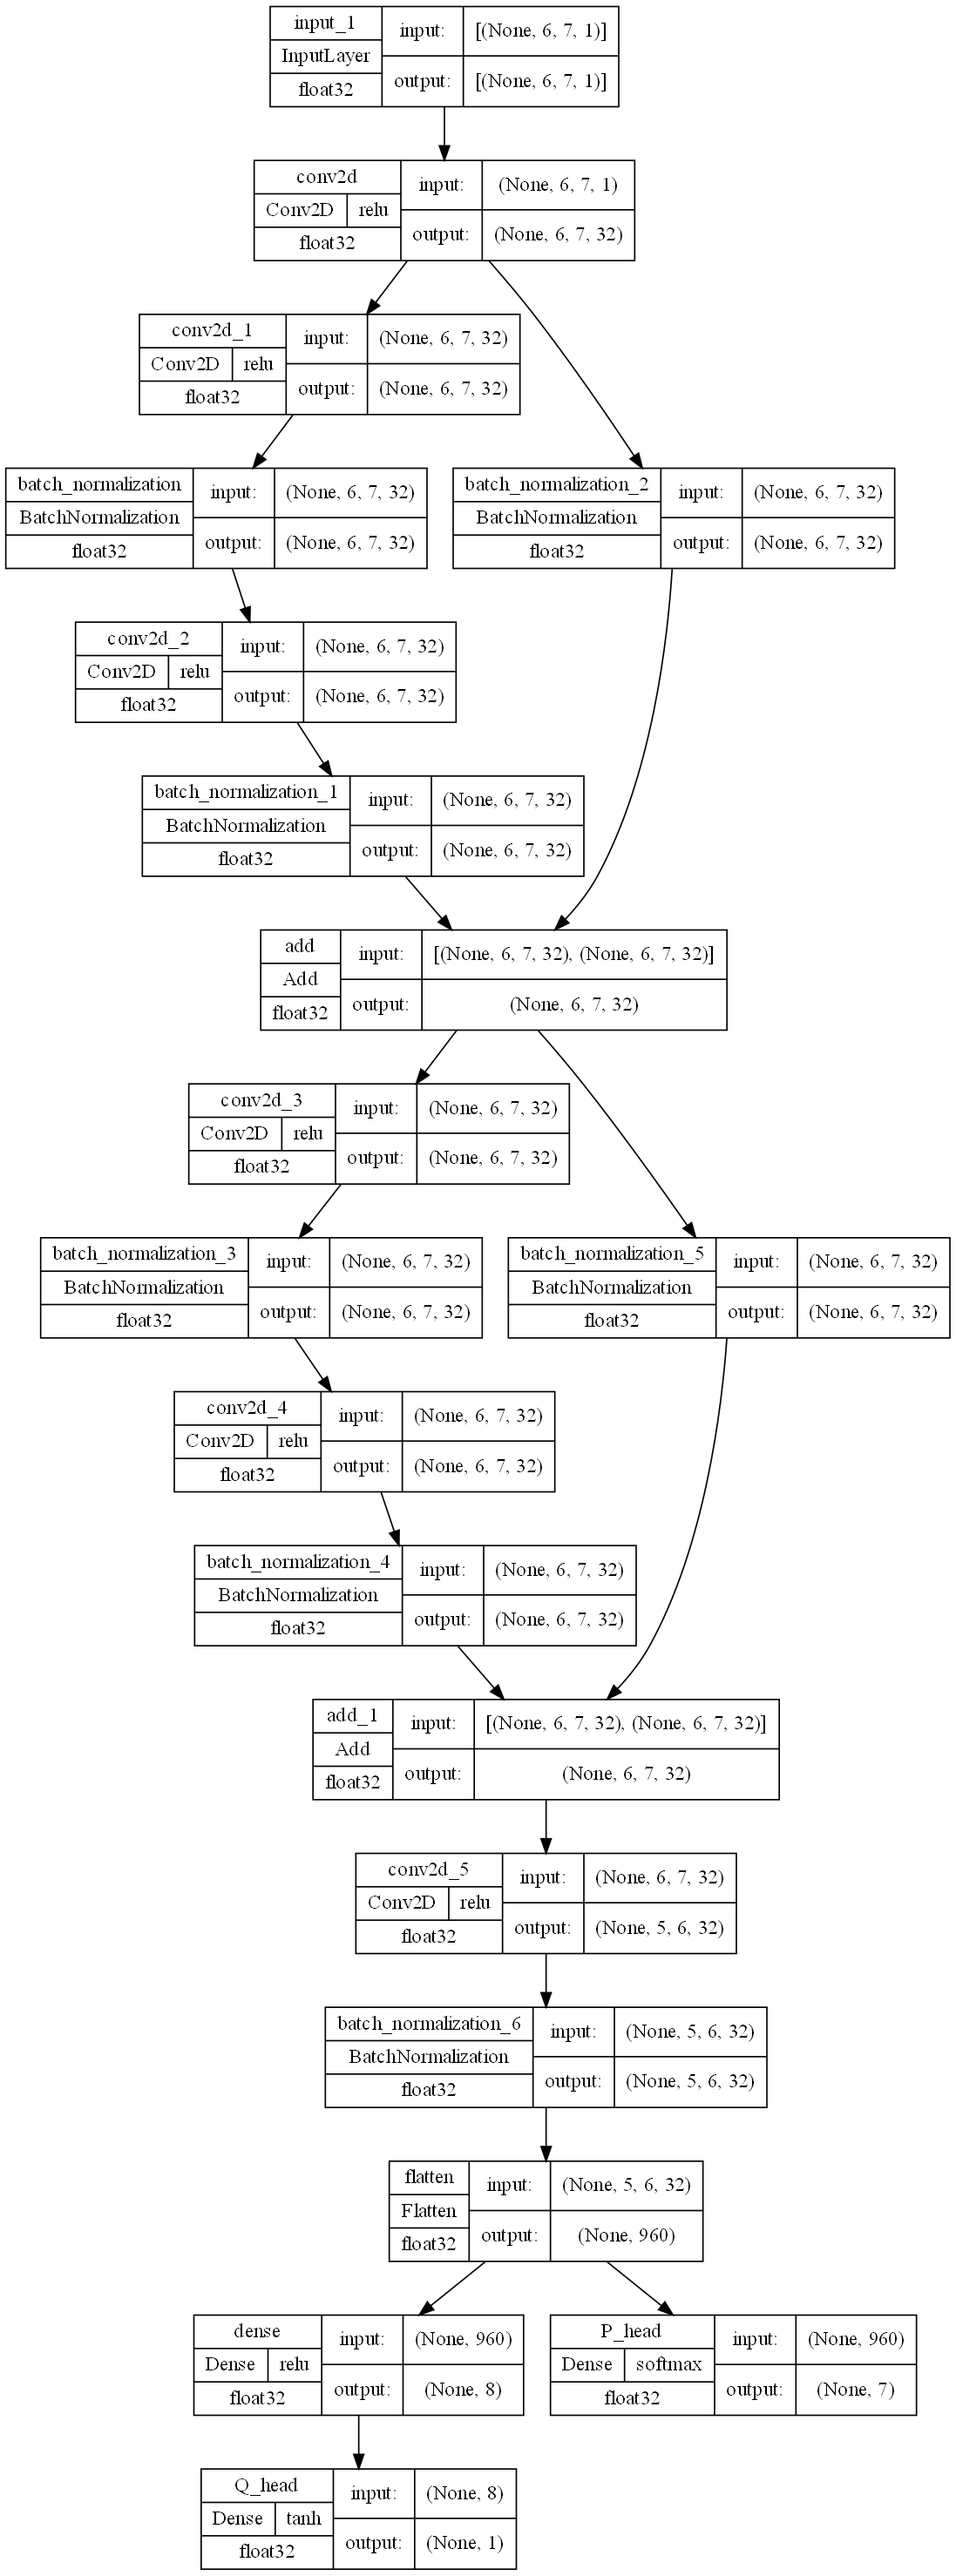 input_1
InputLayer
float32
input:
[(None, 6, 7, 1)]
output:
[(None, 6, 7, 1)]
conv2d
Conv2D
relu
float32
input:
(None, 6, 7, 1)
output:
(None, 6, 7, 32)
conv2d_1
Conv2D
relu
float32
input:
(None, 6, 7, 32)
output:
(None, 6, 7, 32)
batch_normalization
BatchNormalization
float32
input:
(None, 6, 7, 32)
output:
(None, 6, 7, 32)
batch_normalization_2
BatchNormalization
float32
input:
(None, 6, 7, 32)
output:
(None, 6, 7, 32)
conv2d_2
Conv2D
relu
float32
input:
(None, 6, 7, 32)
output:
(None, 6, 7, 32)
batch_normalization_1
BatchNormalization
float32
input:
(None, 6, 7, 32)
output:
(None, 6, 7, 32)
add
Add
float32
input:
[(None, 6, 7, 32), (None, 6, 7, 32)]
output:
(None, 6, 7, 32)
conv2d_3
Conv2D
relu
float32
input:
(None, 6, 7, 32)
output:
(None, 6, 7, 32)
batch_normalization_3
BatchNormalization
float32
input:
(None, 6, 7, 32)
output:
(None, 6, 7, 32)
batch_normalization_5
BatchNormalization
float32
input:
(None, 6, 7, 32)
output:
(None, 6, 7, 32)
conv2d_4
Conv2D
relu
float32
input:
(None, 6, 7, 32)
output:
(None, 6, 7, 32)
batch_normalization_4
BatchNormalization
float32
input:
(None, 6, 7, 32)
output:
(None, 6, 7, 32)
add_1
Add
float32
input:
[(None, 6, 7, 32), (None, 6, 7, 32)]
output:
(None, 6, 7, 32)
conv2d_5
Conv2D
relu
float32
input:
(None, 6, 7, 32)
output:
(None, 5, 6, 32)
batch_normalization_6
BatchNormalization
float32
input:
(None, 5, 6, 32)
output:
(None, 5, 6, 32)
flatten
Flatten
float32
input:
(None, 5, 6, 32)
output:
(None, 960)
dense
Dense
relu
float32
input:
(None, 960)
output:
(None, 8)
P_head
Dense
softmax
float32
input:
(None, 960)
output:
(None, 7)
Q_head
Dense
tanh
float32
input:
(None, 8)
output:
(None, 1)